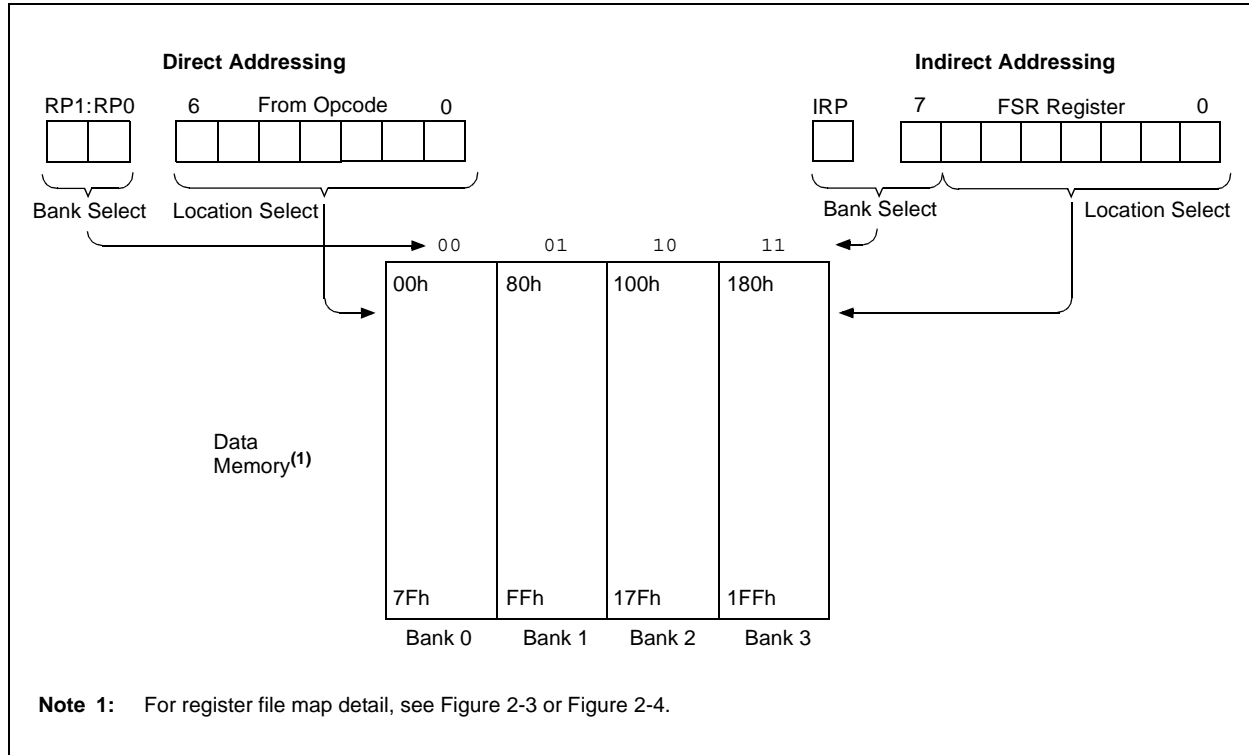 Direct Addressing
Indirect Addressing
RP1:RP0 6 From Opcode 0
IRP 7 FSR Register 0
Bank Select Location Select
Bank Select Location Select
00 01 10 11
00h 80h 100h 180h
Data
Memory(1)
7Fh FFh 17Fh 1FFh
Bank 0 Bank 1 Bank 2 Bank 3
Note 1: For register file map detail, see Figure 2-3 or Figure 2-4.